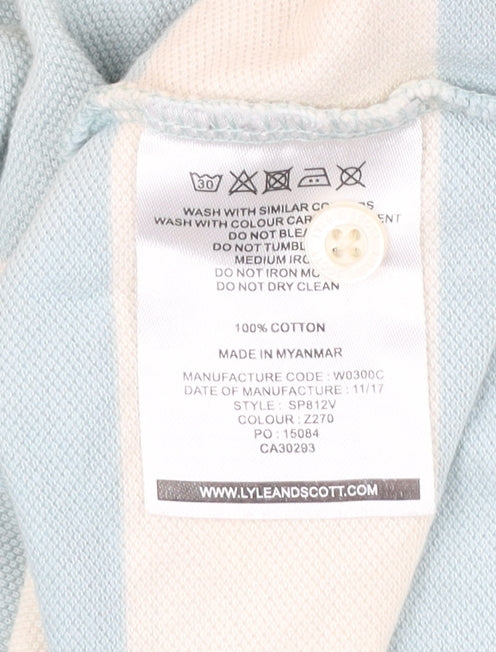 30
WASH WITH SIMILAR
WASH WITH COLOUR
DO NOT
DO NOT
MEDIUM
DO NOT IRON
DO NOT DRY CLEAN
100% COTTON
MADE IN MYANMAR
MANUFACTURE CODE : W0300C
DATE OF MANUFACTURE : 11/17
STYLE : SP812V
COLOUR : Z270
PO : 15084
CA30293
WWW.LYLEANDSCOTT.COM